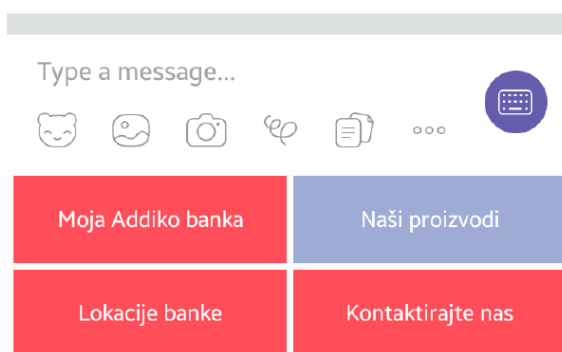 Type a message...
Moja Addiko banka
Naši proizvodi
Lokacije banke
Kontaktirajte nas